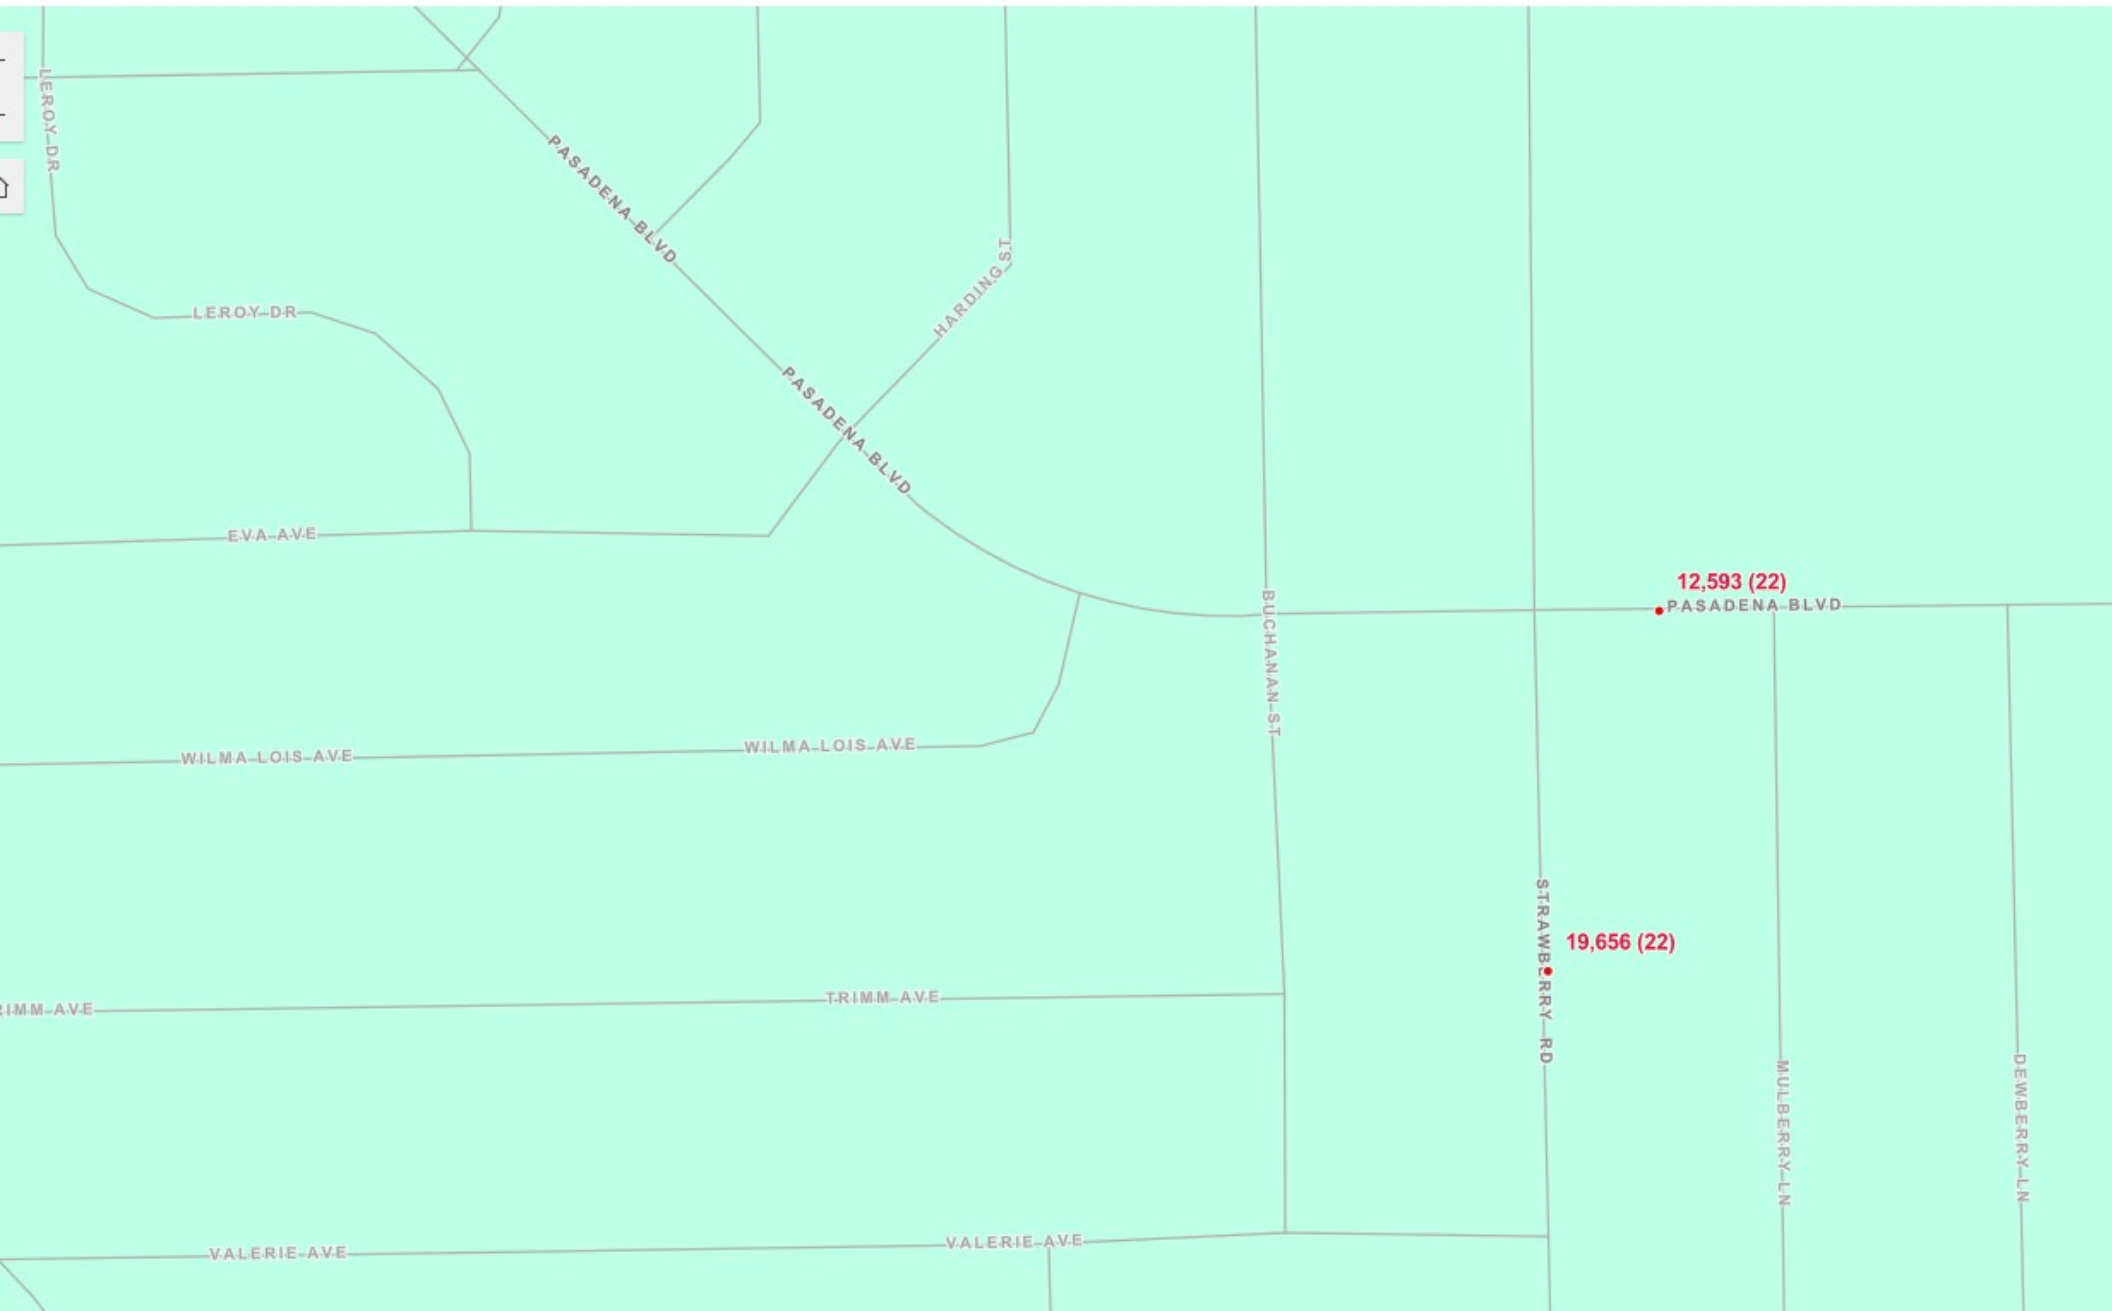 LEROY DR
PASADENA BLVD
HARDING ST
LEROY DR
PASADENA BLVD
EVA AVE
12,593 (22)
PASADENA BLVD
BUCHANAN ST
WILMA LOIS AVE
WILMA LOIS AVE
STRAWBERRY RD
19,656 (22)
TRIMM AVE
RIMM AVE
MULBERRY LN
DEWBERRY LN
VALERIE AVE
VALERIE AVE